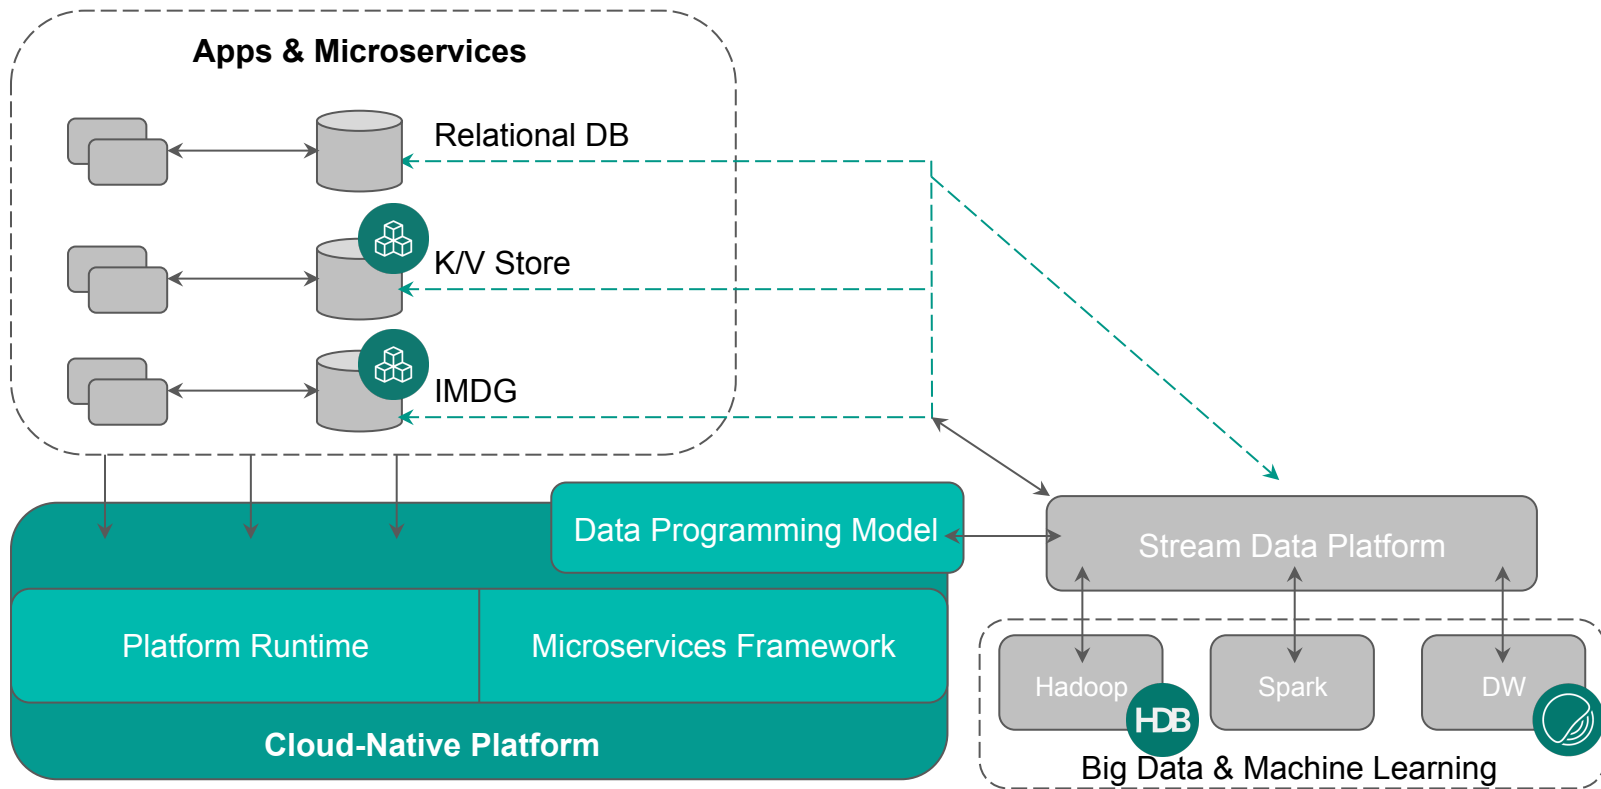 Apps & Microservices
Relational DB
K/V Store
IMDG
Data Programming Model
Stream Data Platform
Platform Runtime
Microservices Framework
Cloud-Native Platform
Hadoop
HDB
Spark
DW
Big Data & Machine Learning